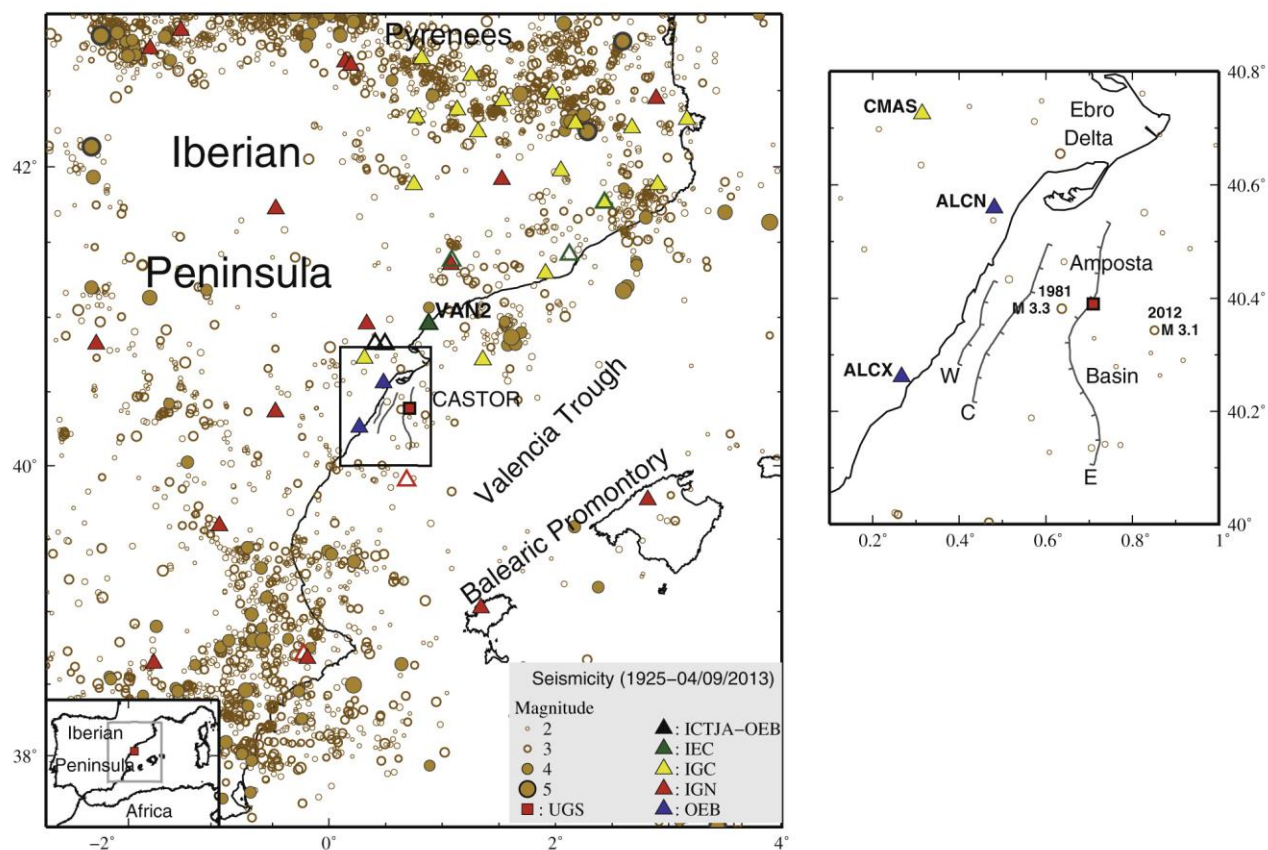 Pyrenees
42°
Iberian
Peninsula
VAN2
CASTOR
40°
Valencia Trough
Balearic Promontory
38°
Seismicity (1925–04/09/2013)
Magnitude
2
3
4
5
: UGS
: ICTJA–OEB
: IEC
: IGC
: IGN
: OEB
Iberian
Peninsula
Africa
−2°
0°
2°
4°
40.8
CMAS
Ebro
Delta
40.6
ALCN
Amposta
1981
M 3.3
40.4
2012
M 3.1
ALCX
Basin
W
C
40.2
E
40°
0.2°
0.4°
0.6°
0.8°
1°